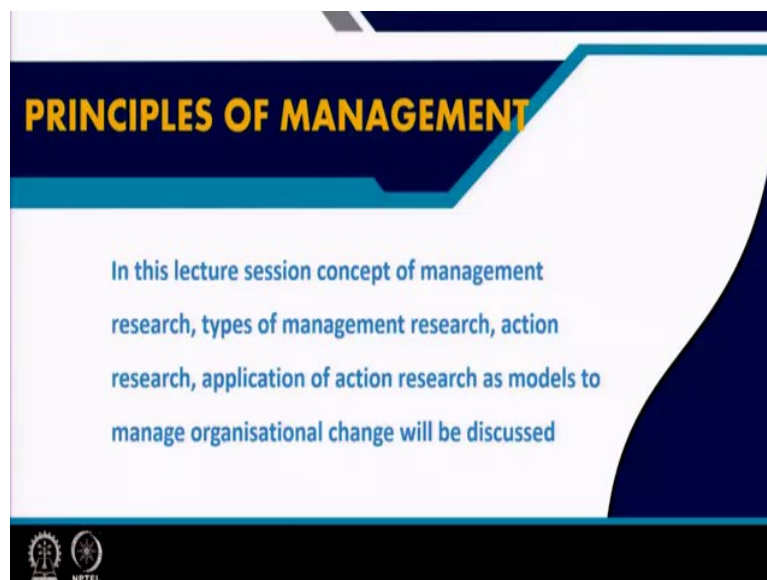 PRINCIPLES OF MANAGEMENT
In this lecture session concept of management
research, types of management research, action
research, application of action research as models to
manage organisational change will be discussed
NPTEL